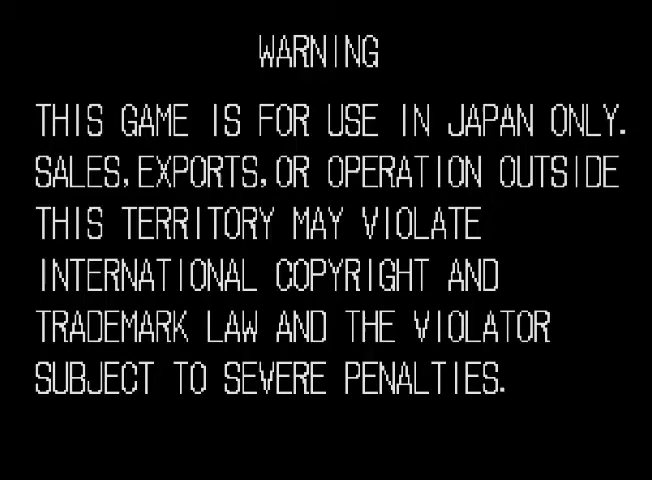 WARNING
THIS GAME IS FOR USE IN JAPAN ONLY.
SALES,EXPORTS,OR OPERATION OUTSIDE
THIS TERRITORY MAY VIOLATE
INTERNATIONAL COPYRIGHT AND
TRADEMARK LAW AND THE VIOLATOR
SUBJECT TO SEVERE PENALTIES.